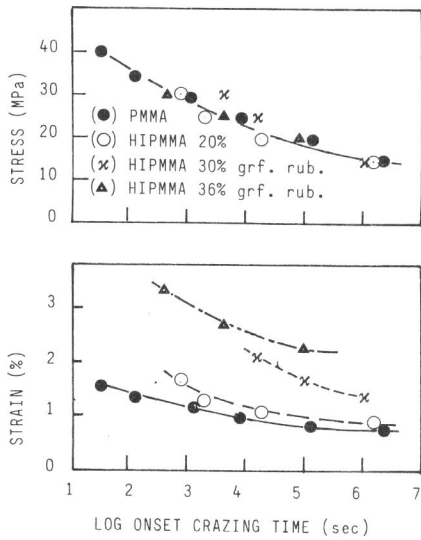 STRESS (MPa)
40
30
20
10
0
(●) PMMA
(○) HIPMMA 20%
(×) HIPMMA 30% grf. rub.
(▲) HIPMMA 36% grf. rub.
STRAIN (%)
3
2
1
0
1 2 3 4 5 6 7
LOG ONSET CRAZING TIME (sec)